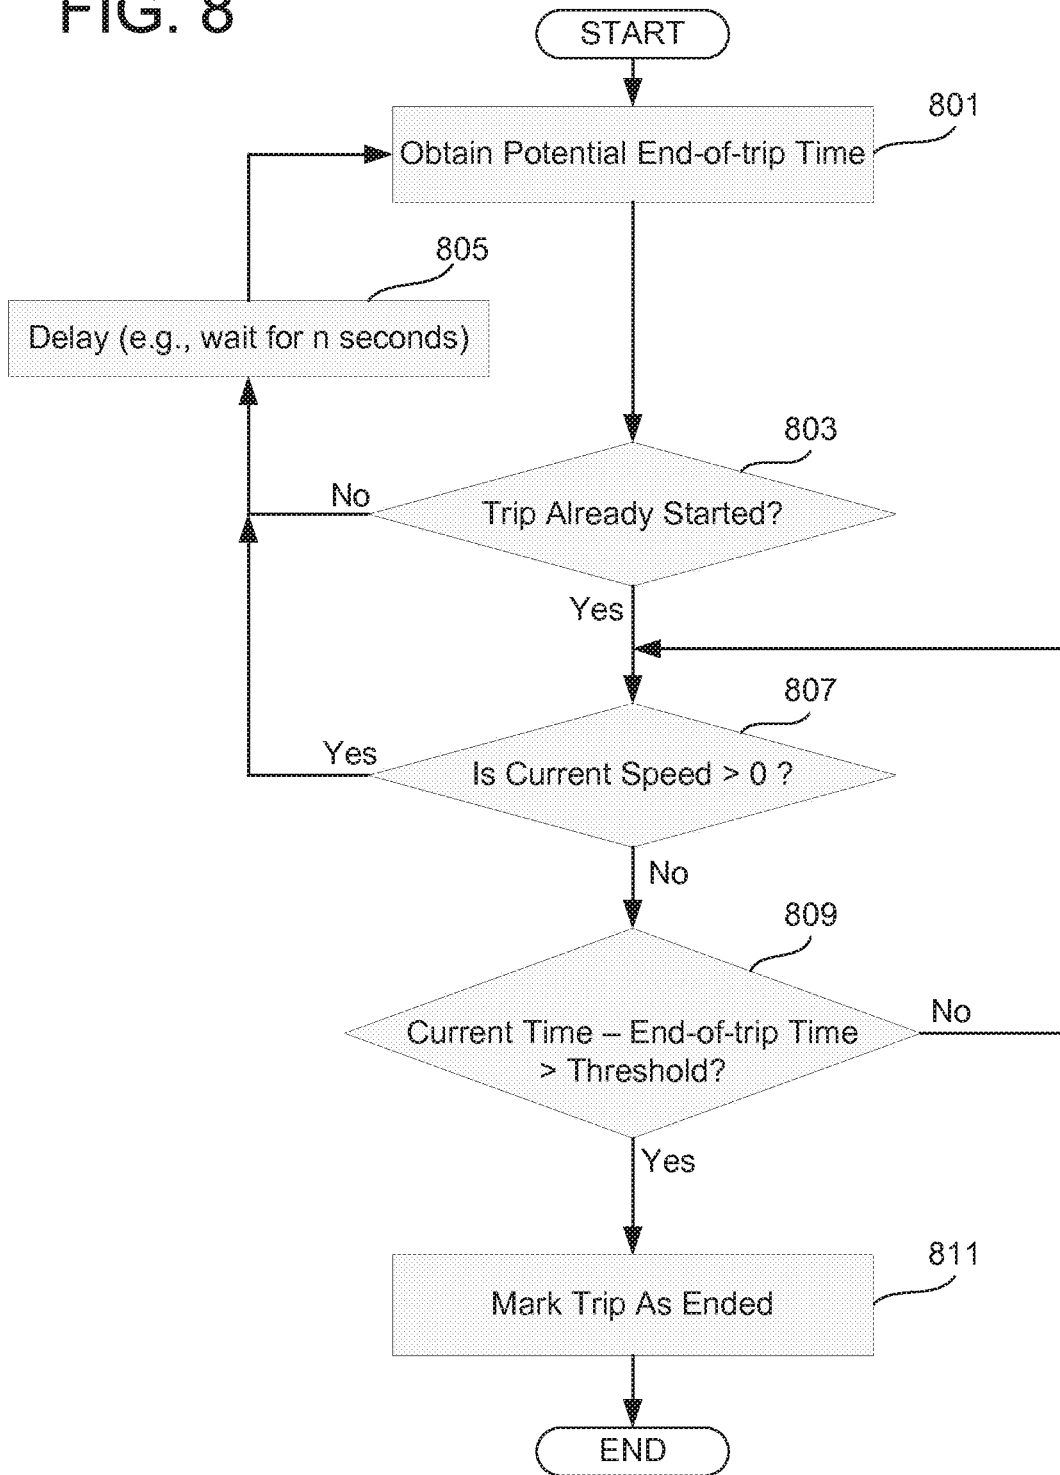 FIG. 8
START
801
Obtain Potential End-of-trip Time
805
Delay (e.g., wait for n seconds)
803
No
Trip Already Started?
Yes
807
Yes
Is Current Speed > 0 ?
No
809
No
Current Time – End-of-trip Time
> Threshold?
Yes
811
Mark Trip As Ended
END